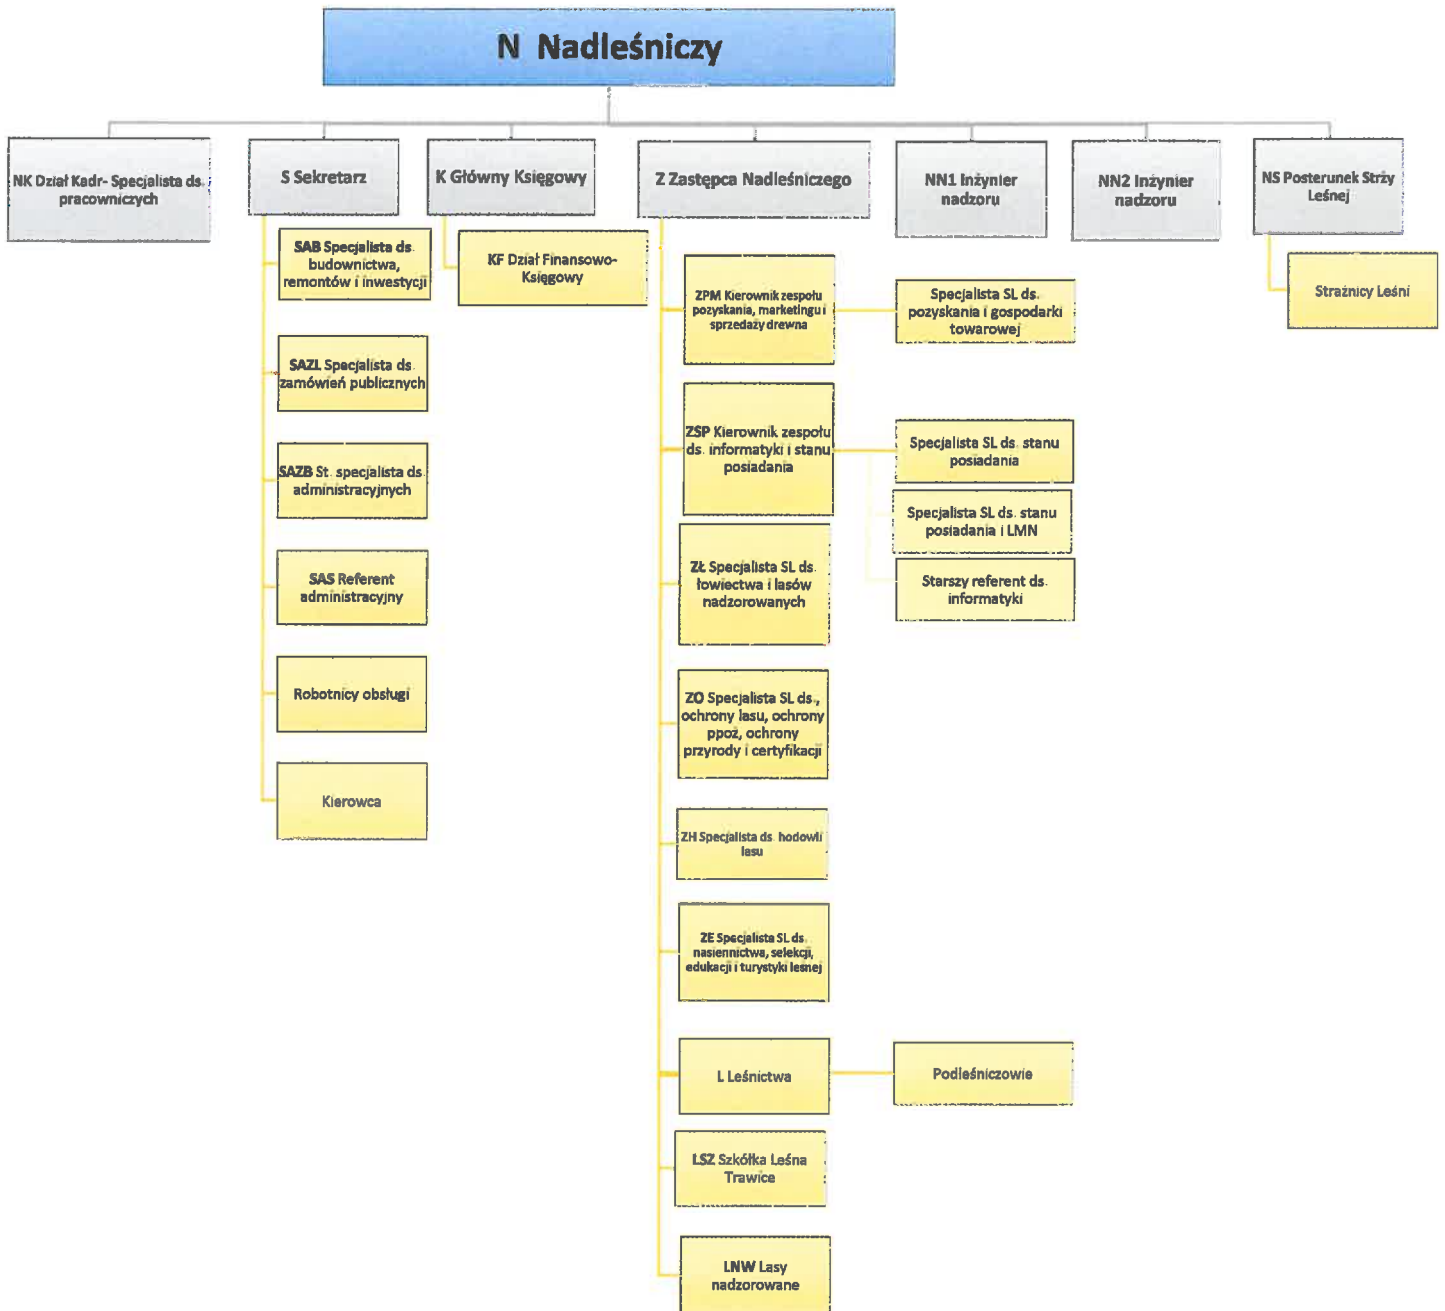 N Nadleśniczy
NK Dział Kadr- Specjalista ds.
pracowniczych
S Sekretarz
K Główny Księgowy
Z Zastępca Nadleśniczego
NN1 Inżynier
nadzoru
NN2 Inżynier
nadzoru
NS Posterunek Strży
Leśnej
SAB Specjalista ds.
budownictwa,
remontów i inwestycji
SAZL Specjalista ds.
zamówień publicznych
SAZB St. specjalista ds.
administracyjnych
SAS Referent
administracyjny
Robotnicy obsługi
Kierowca
KF Dział Finansowo-
Księgowy
ZPM Kierownik zespołu
pozyskania, marketingu i
sprzedaży drewna
Specjalista SL ds.
pozyskania i gospodarki
towarowej
ZSP Kierownik zespołu
ds. informatyki i stanu
posiadania
Specjalista SL ds. stanu
posiadania
Specjalista SL ds. stanu
posiadania i LMN
Starszy referent ds.
informatyki
ZŁ Specjalista SL ds.
łowiectwa i lasów
nadzorowanych
ZO Specjalista SL ds.,
ochrony lasu, ochrony
ppoż, ochrony
przyrody i certyfikacji
ZH Specjalista ds. hodowli
lasu
ZE Specjalista SL ds.
nasiennictwa, selekcji,
edukacji i turystyki leśnej
L Leśnictwa
Podleśniczowie
LSZ Szkółka Leśna
Trawice
LNW Lasy
nadzorowane
Strażnicy Leśni